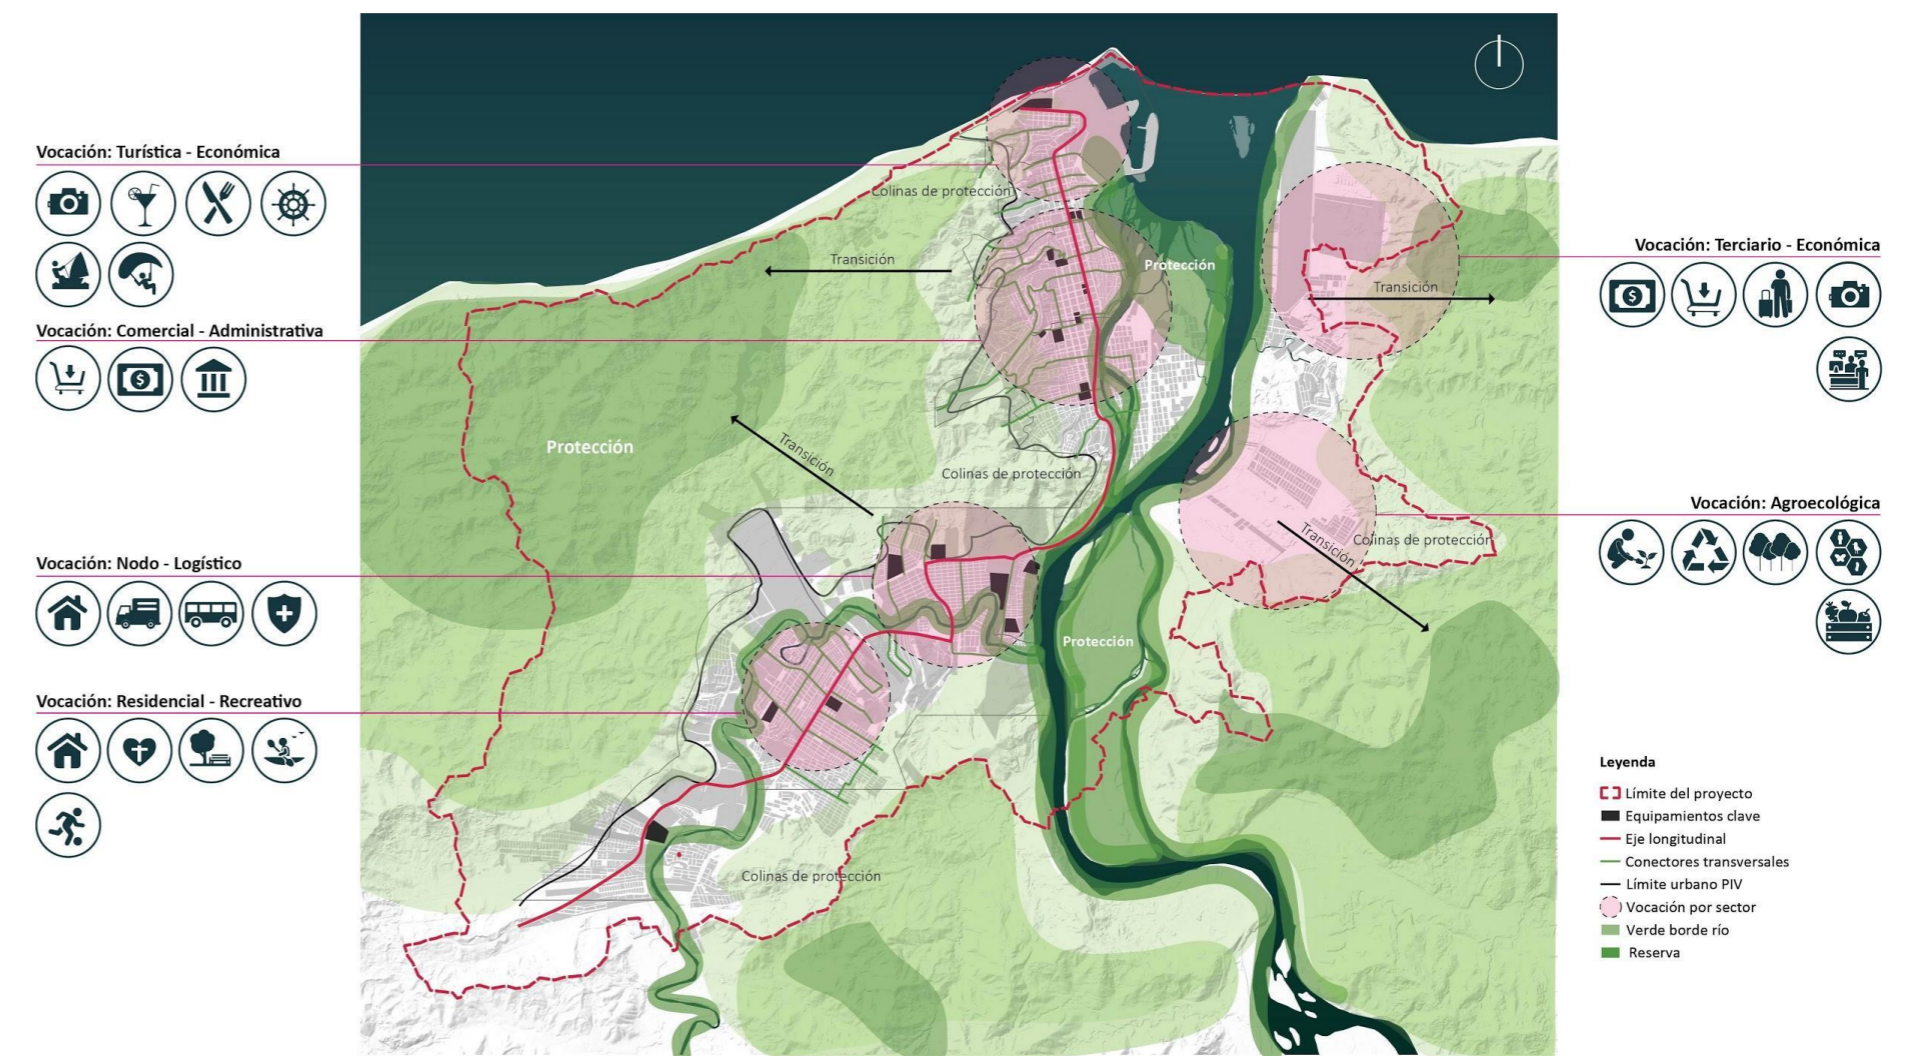 Vocación: Turística - Económica
Vocación: Comercial - Administrativa
Vocación: Nodo - Logístico
Vocación: Residencial - Recreativo
Colinas de protección
Transición
Protección
Transición
Protección
Transición
Colinas de protección
Transición
Colinas de protección
Protección
Colinas de protección
Vocación: Terciario - Económica
Vocación: Agroecológica
Leyenda
Límite del proyecto
Equipamientos clave
Eje longitudinal
Conectores transversales
Límite urbano PIV
Vocación por sector
Verde borde río
Reserva